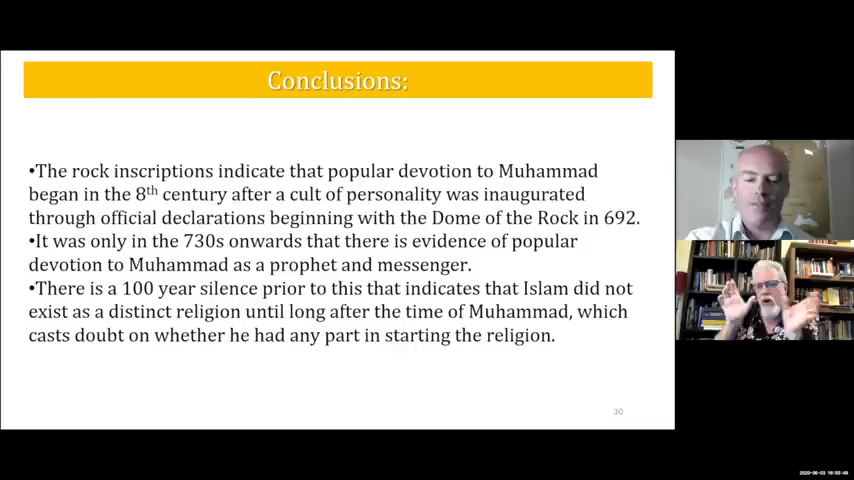 Conclusions:
•The rock inscriptions indicate that popular devotion to Muhammad
began in the 8th century after a cult of personality was inaugurated
through official declarations beginning with the Dome of the Rock in 692.
•It was only in the 730s onwards that there is evidence of popular
devotion to Muhammad as a prophet and messenger.
•There is a 100 year silence prior to this that indicates that Islam did not
exist as a distinct religion until long after the time of Muhammad, which
casts doubt on whether he had any part in starting the religion.
30